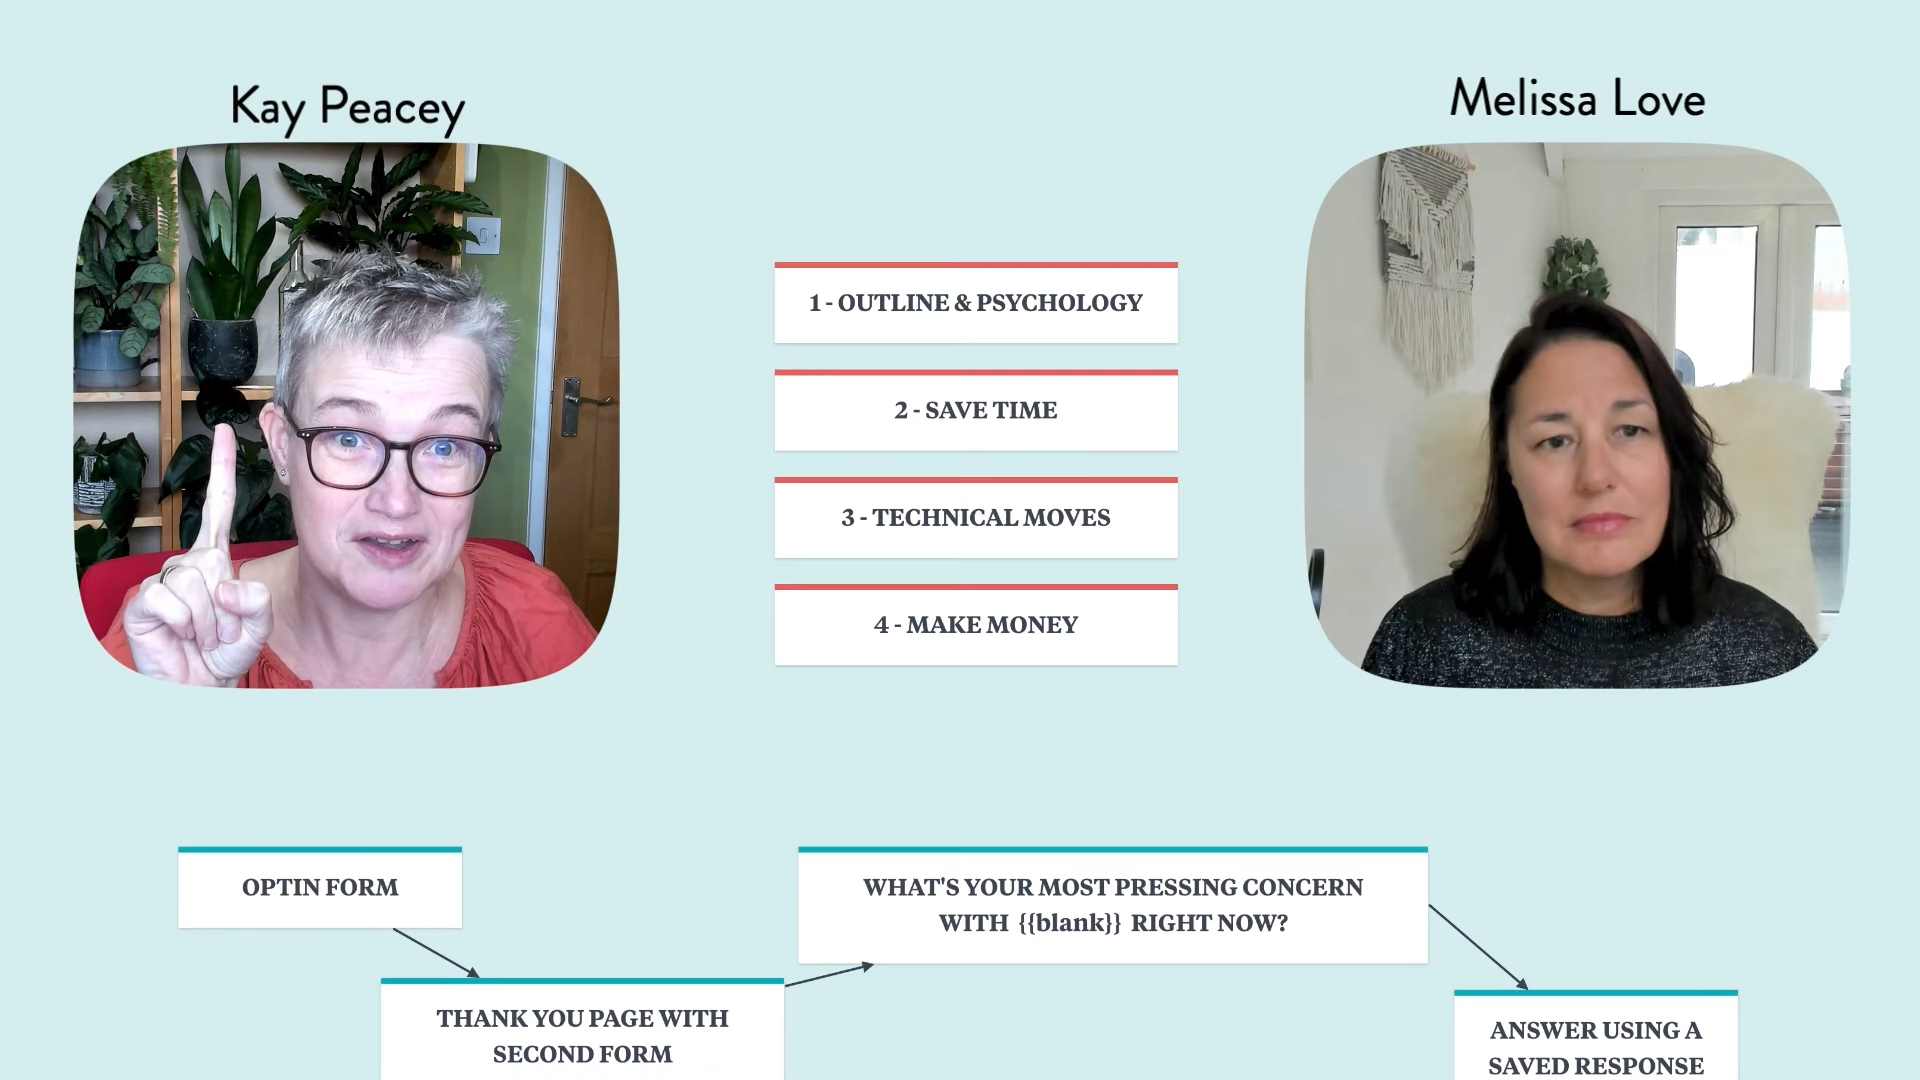 Kay Peacey
Melissa Love
1 - OUTLINE & PSYCHOLOGY
2 - SAVE TIME
3 - TECHNICAL MOVES
4 - MAKE MONEY
OPTIN FORM
WHAT'S YOUR MOST PRESSING CONCERN
WITH {{blank}} RIGHT NOW?
THANK YOU PAGE WITH
SECOND FORM
ANSWER USING A
SAVED RESPONSE